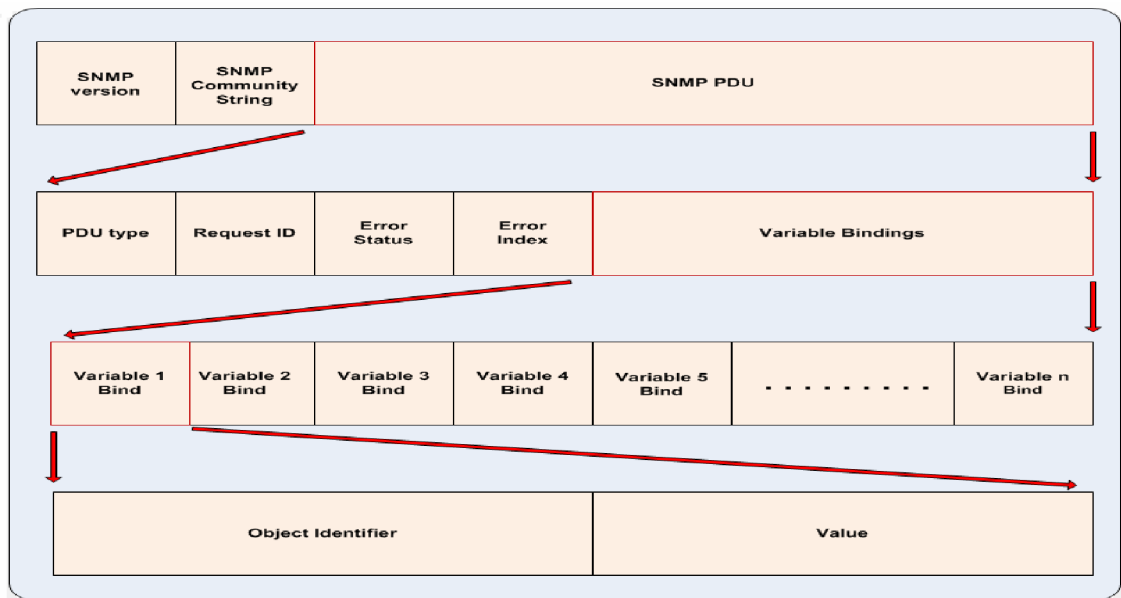 SNMP
version
SNMP
Community
String
SNMP PDU
PDU type
Request ID
Error
Status
Error
Index
Variable Bindings
Variable 1
Bind
Variable 2
Bind
Variable 3
Bind
Variable 4
Bind
Variable 5
Bind
. . . . . . . . .
Variable n
Bind
Object Identifier
Value